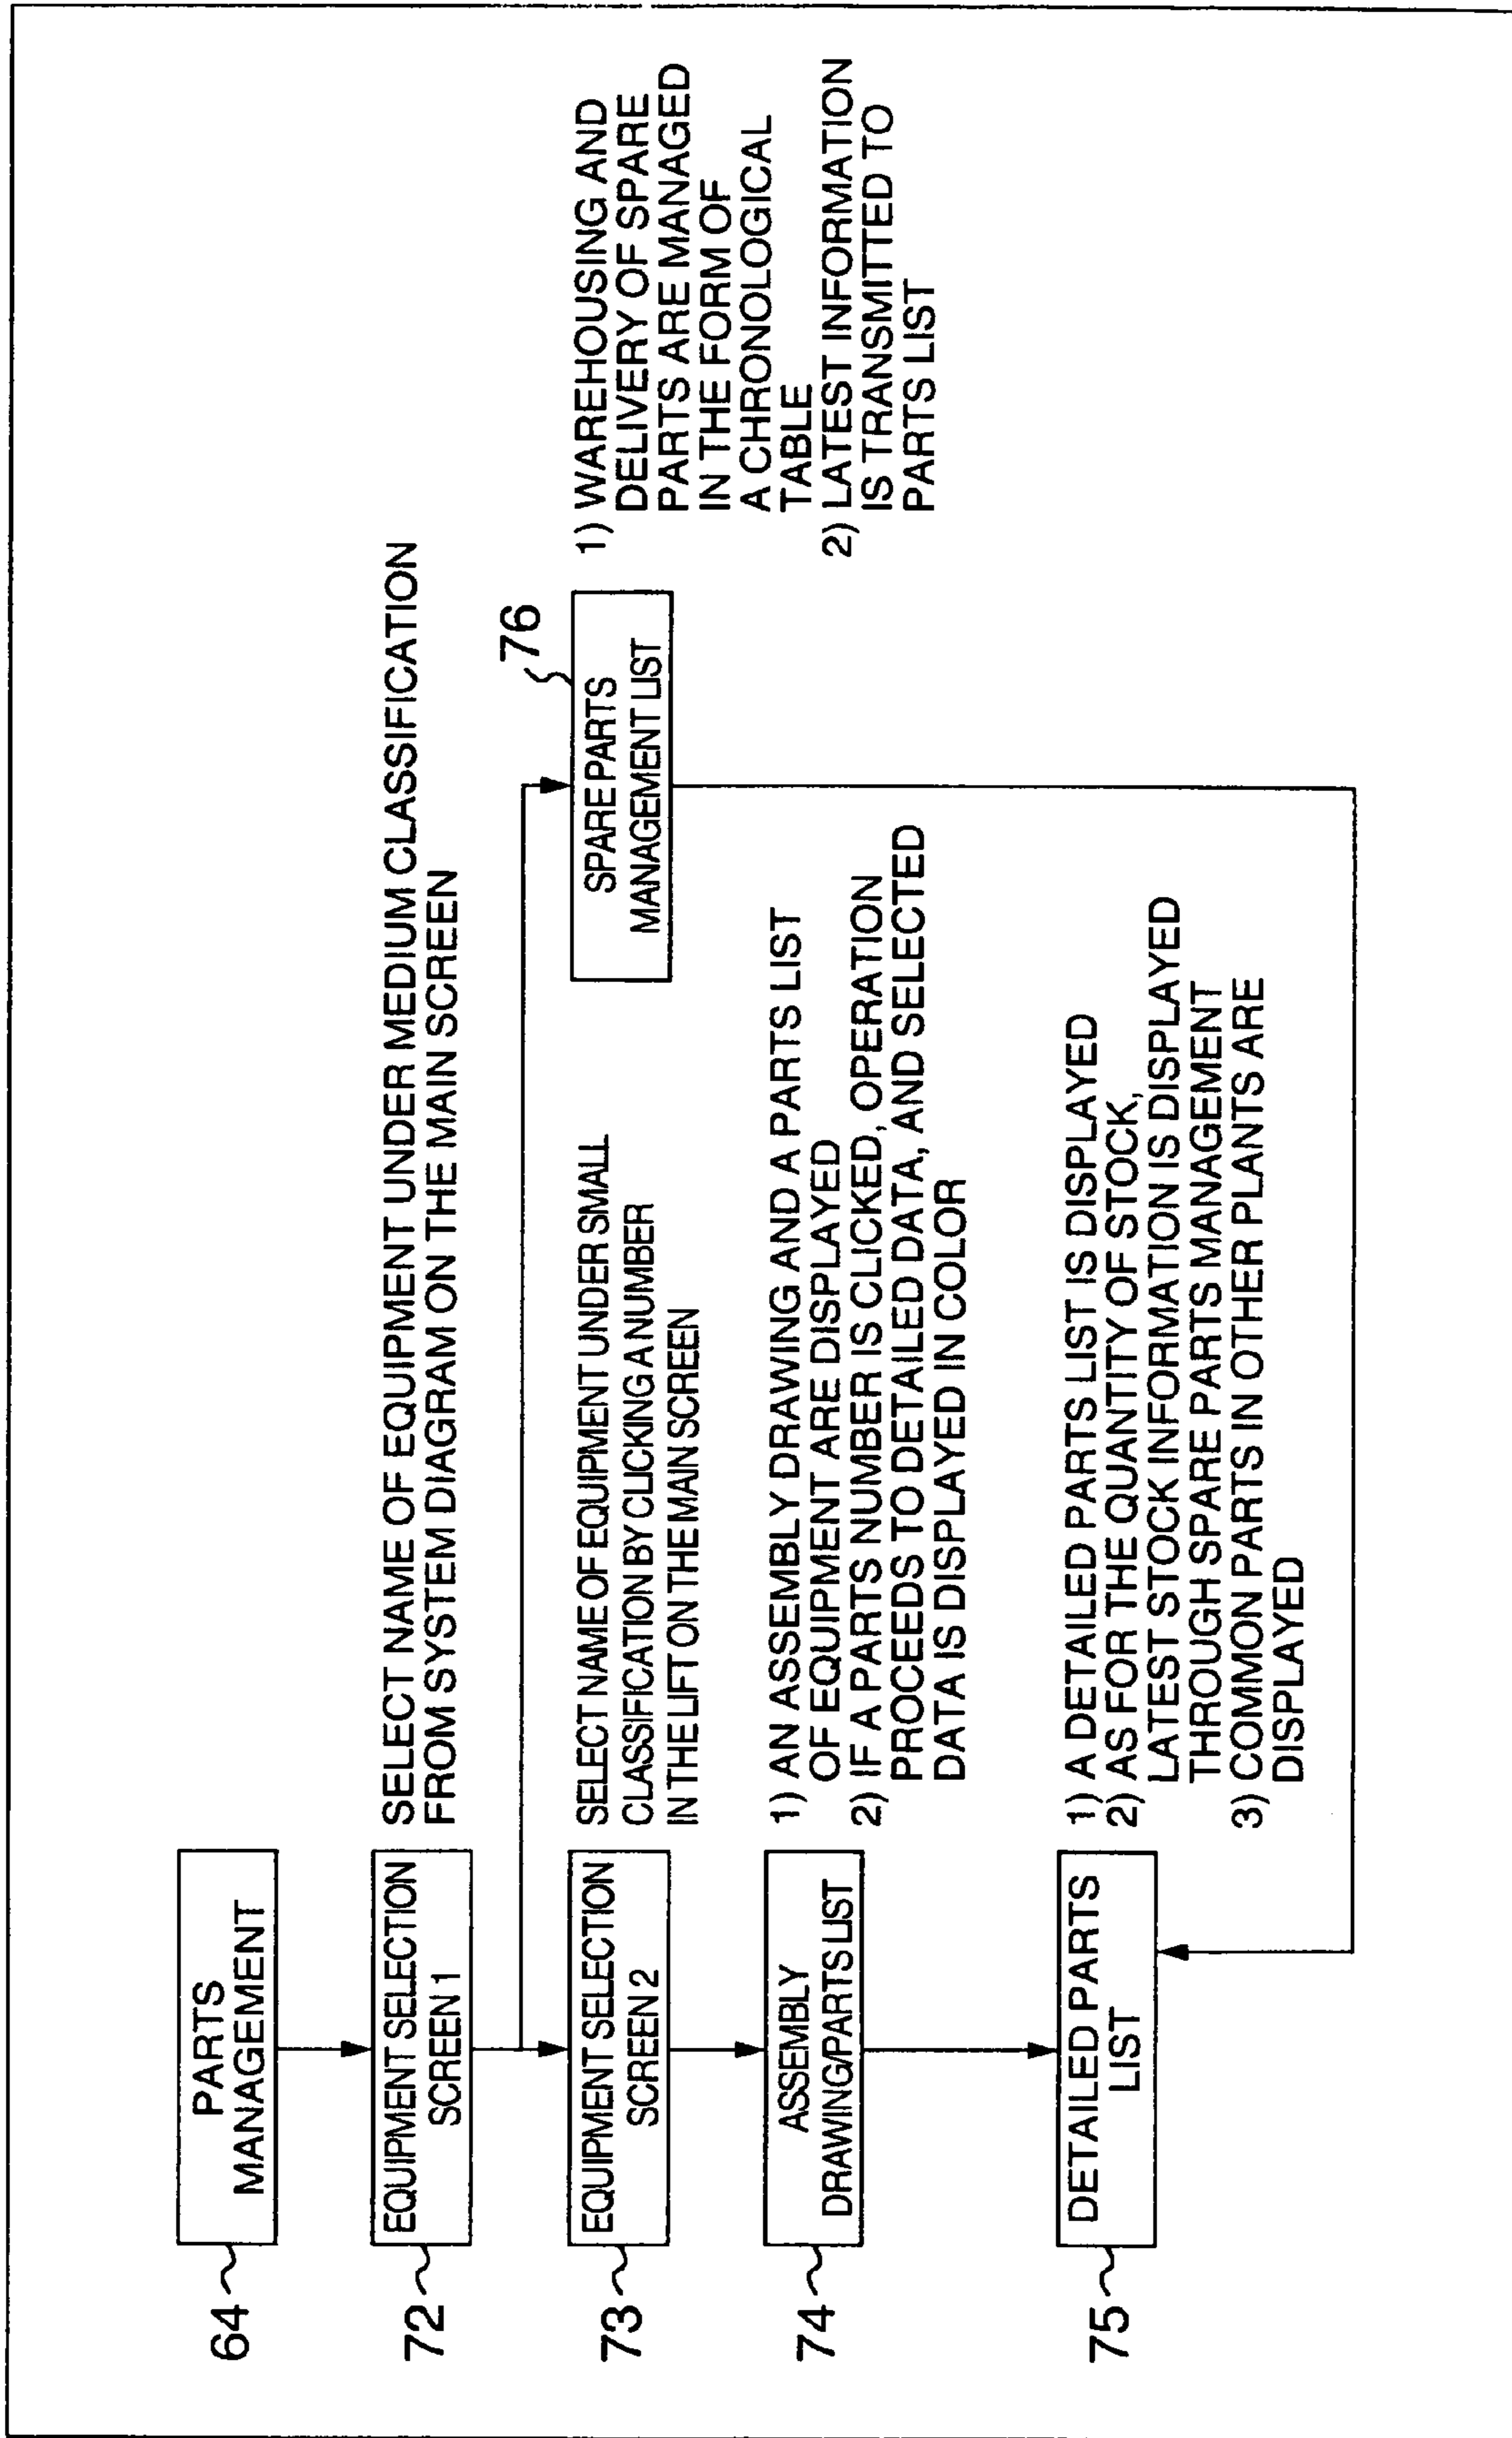 64
PARTS
MANAGEMENT
72
EQUIPMENT SELECTION
SCREEN 1
SELECT NAME OF EQUIPMENT UNDER MEDIUM CLASSIFICATION
FROM SYSTEM DIAGRAM ON THE MAIN SCREEN
73
EQUIPMENT SELECTION
SCREEN 2
SELECT NAME OF EQUIPMENT UNDER SMALL
CLASSIFICATION BY CLICKING A NUMBER
IN THE LIFT ON THE MAIN SCREEN
76
SPARE PARTS
MANAGEMENT LIST
1) WAREHOUSING AND
DELIVERY OF SPARE
PARTS ARE MANAGED
IN THE FORM OF
A CHRONOLOGICAL
TABLE
2) LATEST INFORMATION
IS TRANSMITTED TO
PARTS LIST
74
ASSEMBLY
DRAWING/PARTS LIST
1) AN ASSEMBLY DRAWING AND A PARTS LIST
OF EQUIPMENT ARE DISPLAYED
2) IF A PARTS NUMBER IS CLICKED, OPERATION
PROCEEDS TO DETAILED DATA, AND SELECTED
DATA IS DISPLAYED IN COLOR
75
DETAILED PARTS
LIST
1) A DETAILED PARTS LIST IS DISPLAYED
2) AS FOR THE QUANTITY OF STOCK,
LATEST STOCK INFORMATION IS DISPLAYED
THROUGH SPARE PARTS MANAGEMENT
3) COMMON PARTS IN OTHER PLANTS ARE
DISPLAYED